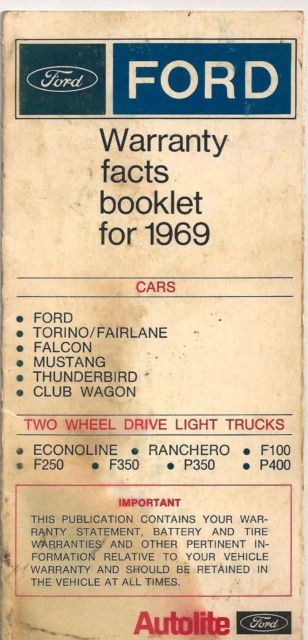 Ford FORD
Warranty
facts
booklet
for 1969
CARS
• FORD
• TORINO/FAIRLANE
• FALCON
• MUSTANG
• THUNDERBIRD
• CLUB WAGON
TWO WHEEL DRIVE LIGHT TRUCKS
• ECONOLINE • RANCHERO • F100
• F250 • F350 • P350 • P400
IMPORTANT
THIS PUBLICATION CONTAINS YOUR WAR-
RANTY STATEMENT, BATTERY AND TIRE
WARRANTIES AND OTHER PERTINENT IN-
FORMATION RELATIVE TO YOUR VEHICLE
WARRANTY AND SHOULD BE RETAINED IN
THE VEHICLE AT ALL TIMES.
Autolite Ford